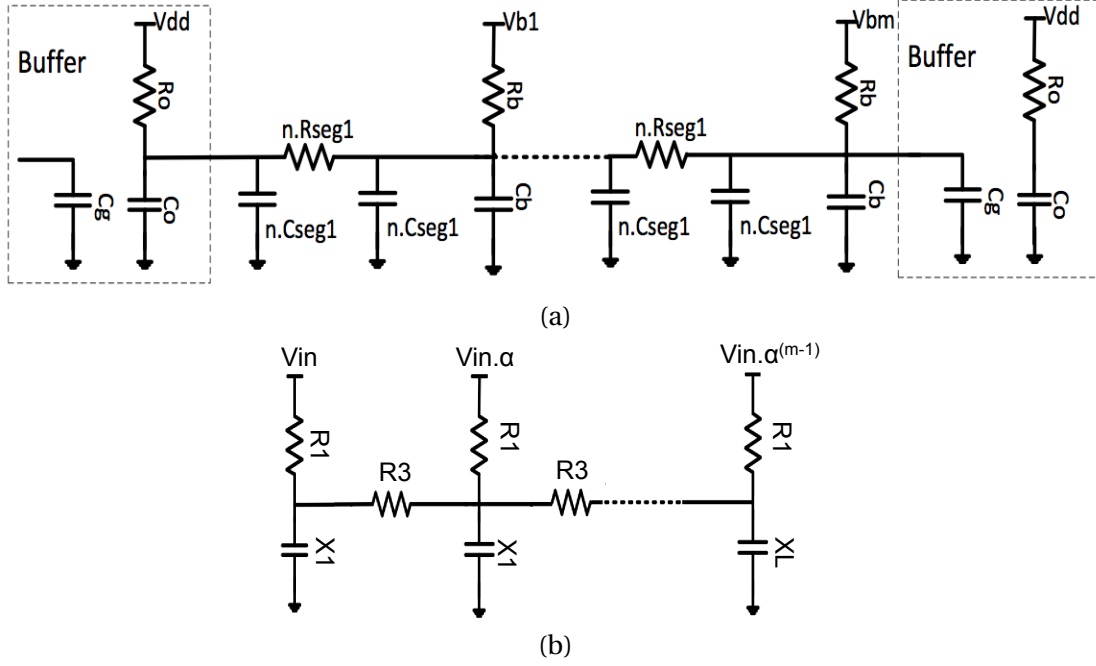 Vdd
Vb1
Vbm
Vdd
Buffer
Buffer
Ro
Rb
Rb
Ro
n.Rseg1
n.Rseg1
Cg
Co
n.Cseg1
n.Cseg1
Cb
n.Cseg1
n.Cseg1
Cb
Cg
Co
(a)
Vin
Vin.α
Vin.α^(m-1)
R1
R1
R1
R3
R3
X1
X1
XL
(b)